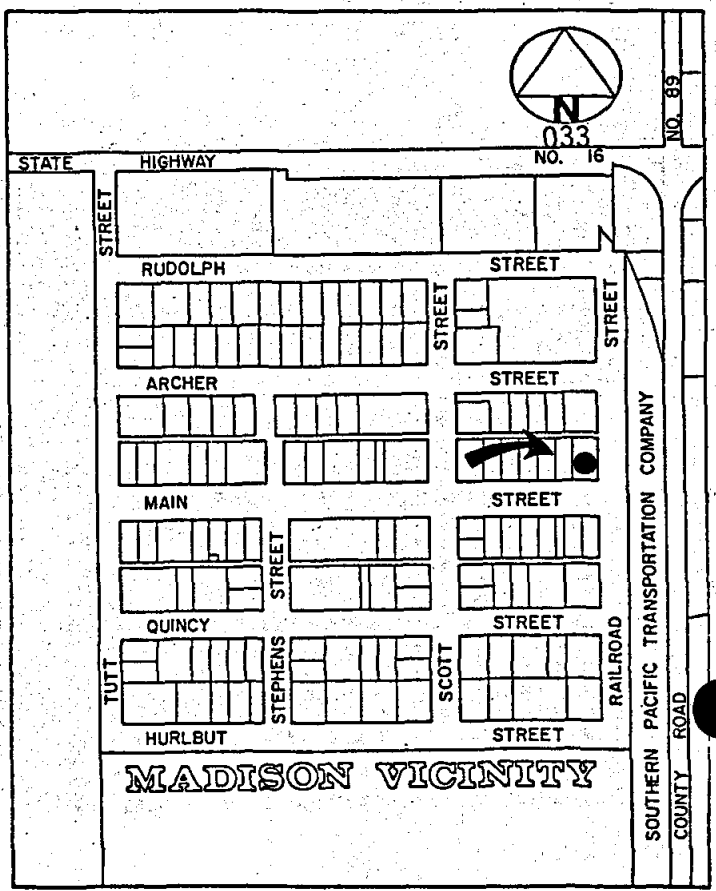 N
033
NO. 89
STATE HIGHWAY NO. 16
STREET
RUDOLPH STREET
STREET
STREET
ARCHER STREET
MAIN STREET
STREET
QUINCY STREET
TUTT
STEPHENS
SCOTT
RAILROAD
SOUTHERN PACIFIC TRANSPORTATION COMPANY
COUNTY ROAD
HURLBUT STREET
MADISON VICINITY